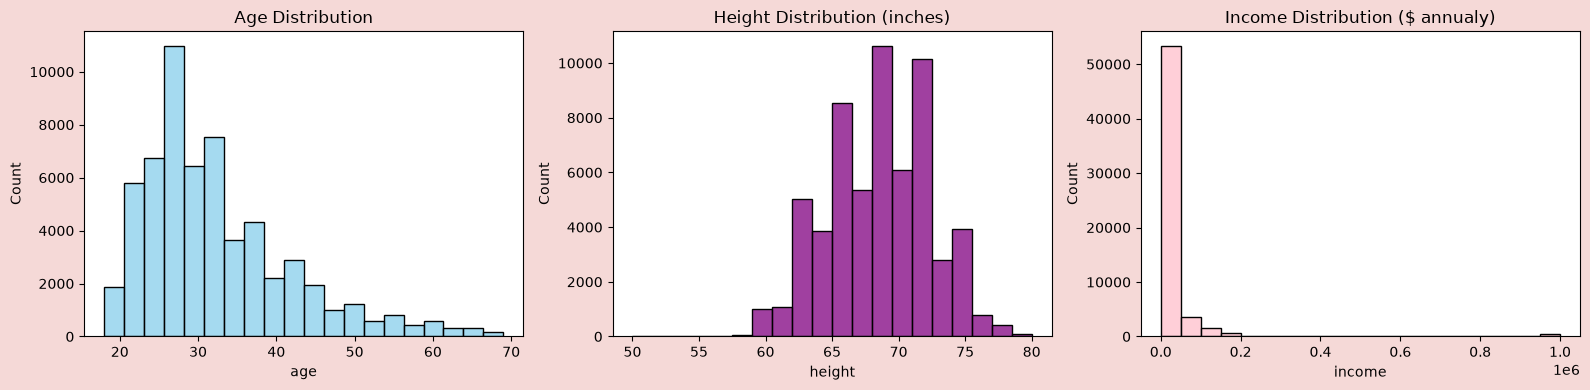 Age Distribution
Count
10000
8000
6000
4000
2000
0
20 30 40 50 60 70
age
Height Distribution (inches)
Count
10000
8000
6000
4000
2000
0
50 55 60 65 70 75 80
height
Income Distribution ($ annualy)
Count
50000
40000
30000
20000
10000
0
0.0 0.2 0.4 0.6 0.8 1.0
1e6
income